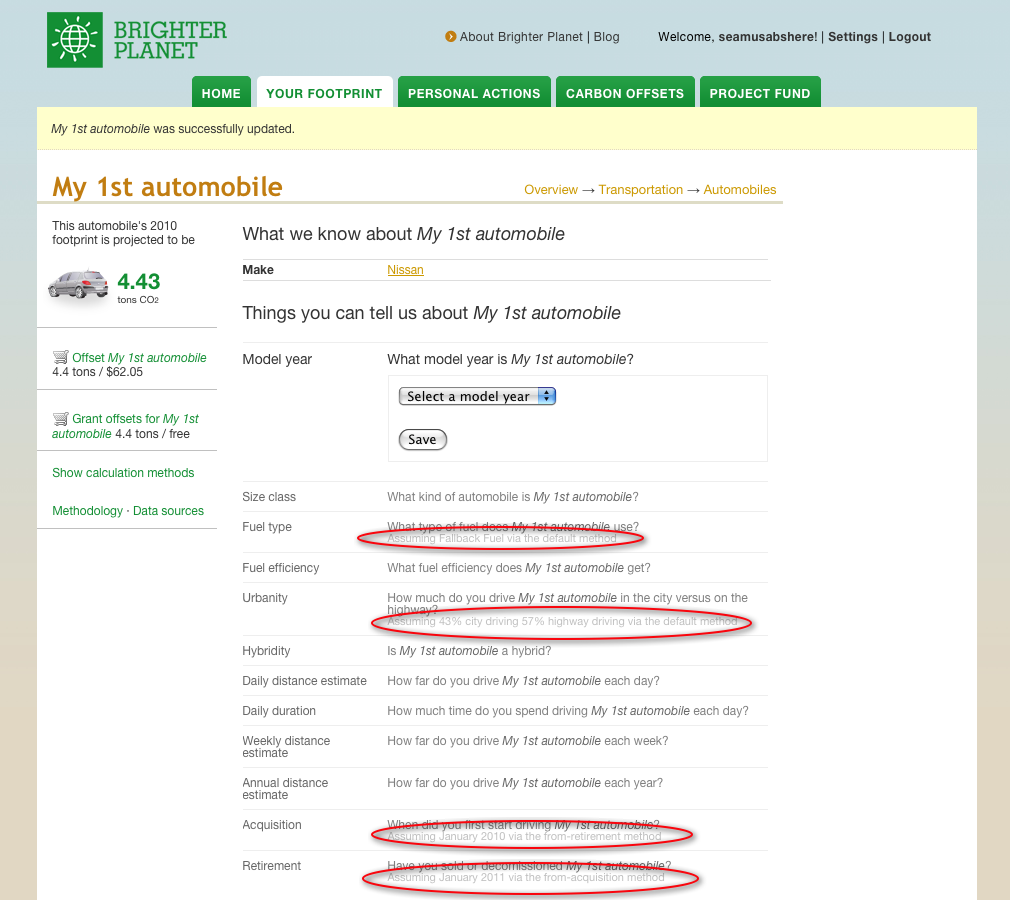 BRIGHTER
PLANET
About Brighter Planet | Blog
Welcome, seamusabshere! | Settings | Logout
HOME
YOUR FOOTPRINT
PERSONAL ACTIONS
CARBON OFFSETS
PROJECT FUND
My 1st automobile was successfully updated.
My 1st automobile
Overview → Transportation → Automobiles
This automobile's 2010
footprint is projected to be
4.43
tons CO2
Offset My 1st automobile
4.4 tons / $62.05
Grant offsets for My 1st
automobile 4.4 tons / free
Show calculation methods
Methodology · Data sources
What we know about My 1st automobile
Make
Nissan
Things you can tell us about My 1st automobile
Model year
What model year is My 1st automobile?
Select a model year
Save
Size class
What kind of automobile is My 1st automobile?
Fuel type
What type of fuel does My 1st automobile use?
Assuming Fallback Fuel via the default method
Fuel efficiency
What fuel efficiency does My 1st automobile get?
Urbanity
How much do you drive My 1st automobile in the city versus on the
highway?
Assuming 43% city driving 57% highway driving via the default method
Hybridity
Is My 1st automobile a hybrid?
Daily distance estimate
How far do you drive My 1st automobile each day?
Daily duration
How much time do you spend driving My 1st automobile each day?
Weekly distance
estimate
How far do you drive My 1st automobile each week?
Annual distance
estimate
How far do you drive My 1st automobile each year?
Acquisition
When did you first start driving My 1st automobile?
Assuming January 2010 via the from-retirement method
Retirement
Have you sold or decomissioned My 1st automobile?
Assuming January 2011 via the from-acquisition method